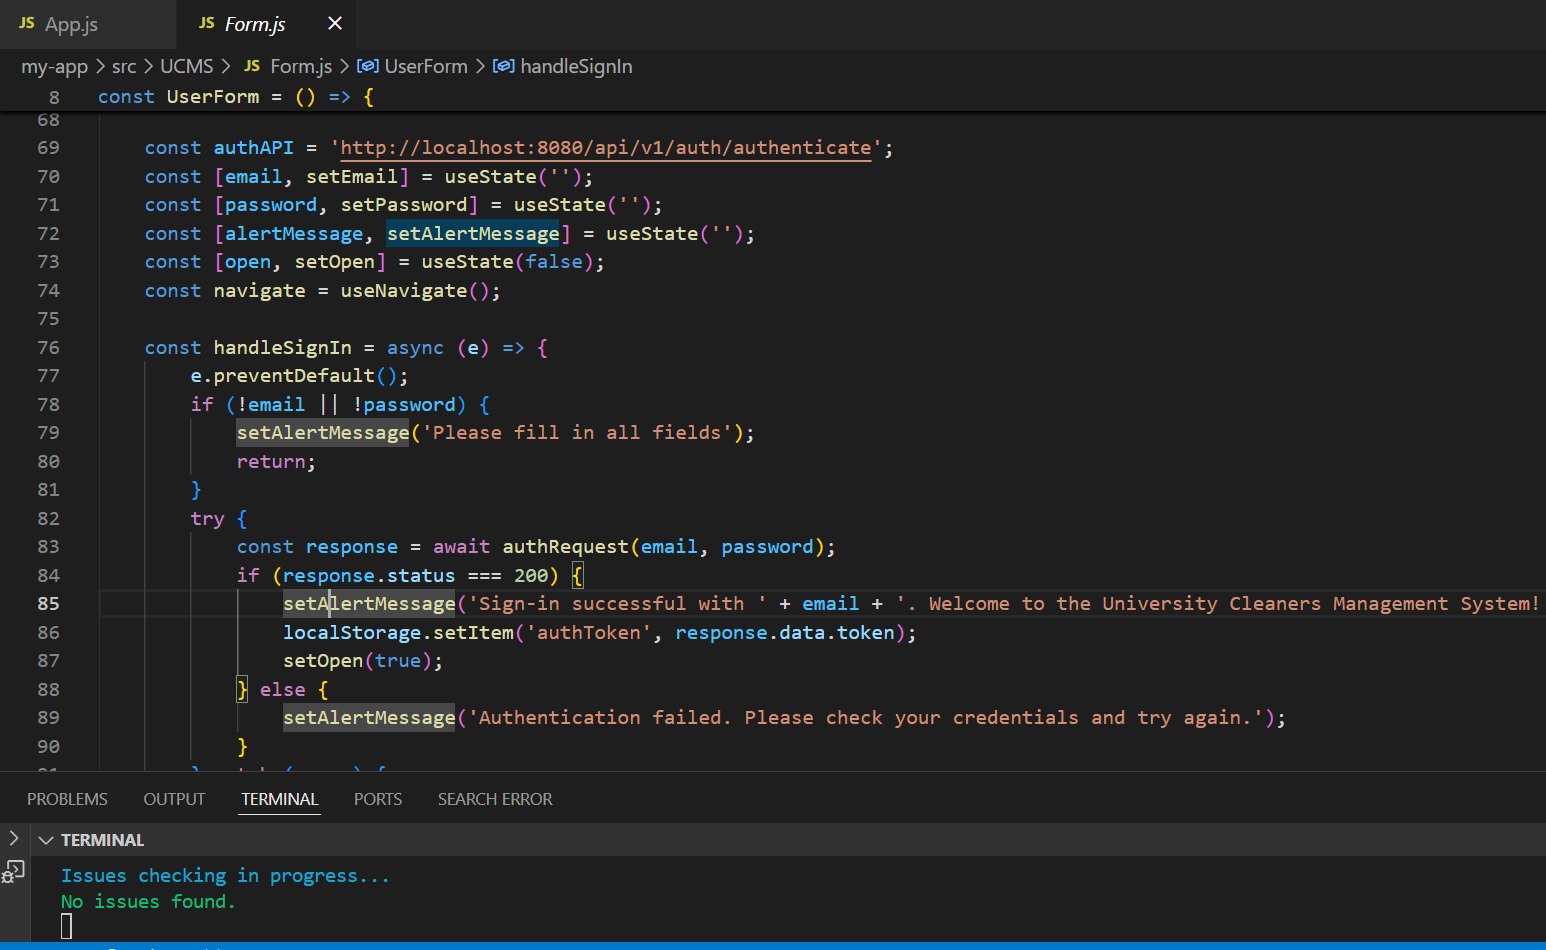 JS App.js JS Form.js
my-app > src > UCMS > JS Form.js > UserForm > handleSignIn
8 const UserForm = () => {
68
69 const authAPI = 'http://localhost:8080/api/v1/auth/authenticate';
70 const [email, setEmail] = useState('');
71 const [password, setPassword] = useState('');
72 const [alertMessage, setAlertMessage] = useState('');
73 const [open, setOpen] = useState(false);
74 const navigate = useNavigate();
75
76 const handleSignIn = async (e) => {
77 e.preventDefault();
78 if (!email || !password) {
79 setAlertMessage('Please fill in all fields');
80 return;
81 }
82 try {
83 const response = await authRequest(email, password);
84 if (response.status === 200) {
85 setAlertMessage('Sign-in successful with ' + email + '. Welcome to the University Cleaners Management System!
86 localStorage.setItem('authToken', response.data.token);
87 setOpen(true);
88 } else {
89 setAlertMessage('Authentication failed. Please check your credentials and try again.');
90 }
PROBLEMS OUTPUT TERMINAL PORTS SEARCH ERROR
TERMINAL
Issues checking in progress...
No issues found.